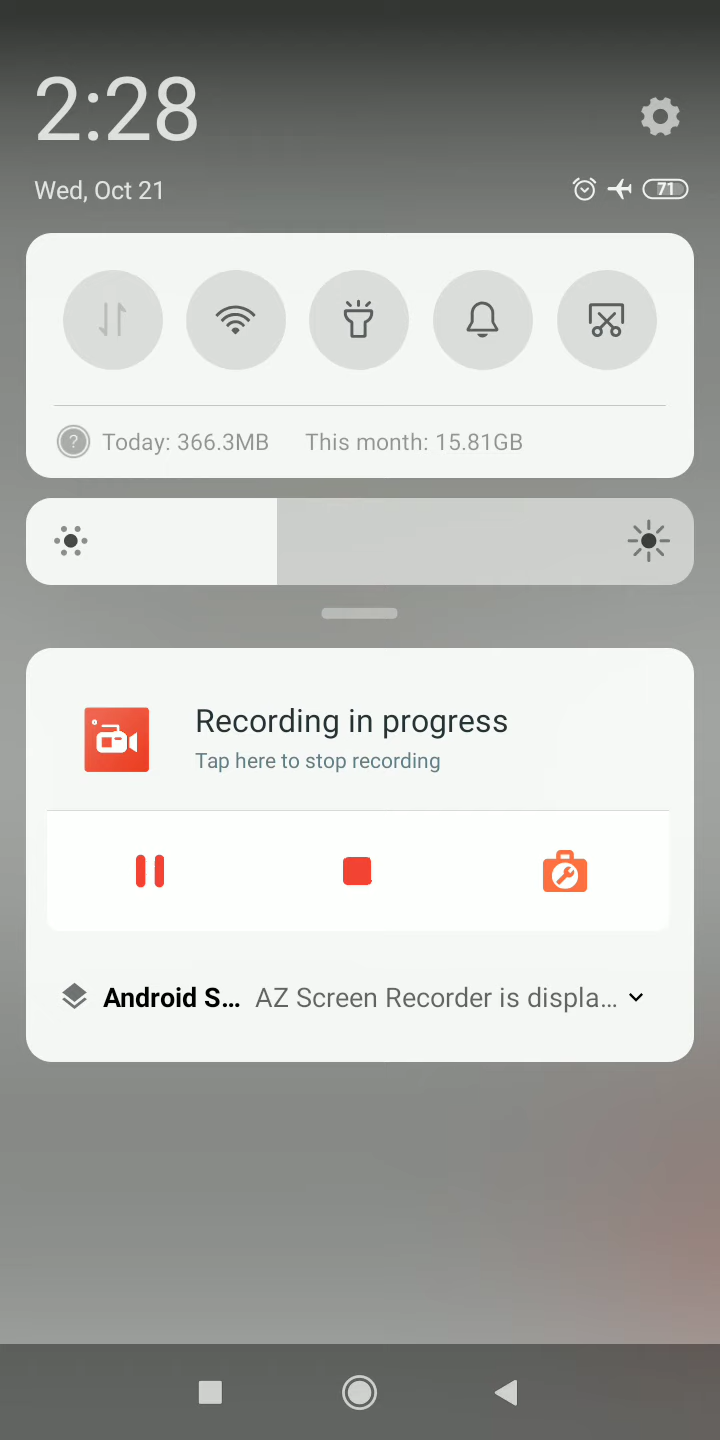 2:28
Wed, Oct 21
71
? Today: 366.3MB This month: 15.81GB
Recording in progress
Tap here to stop recording
Android S... AZ Screen Recorder is displa...